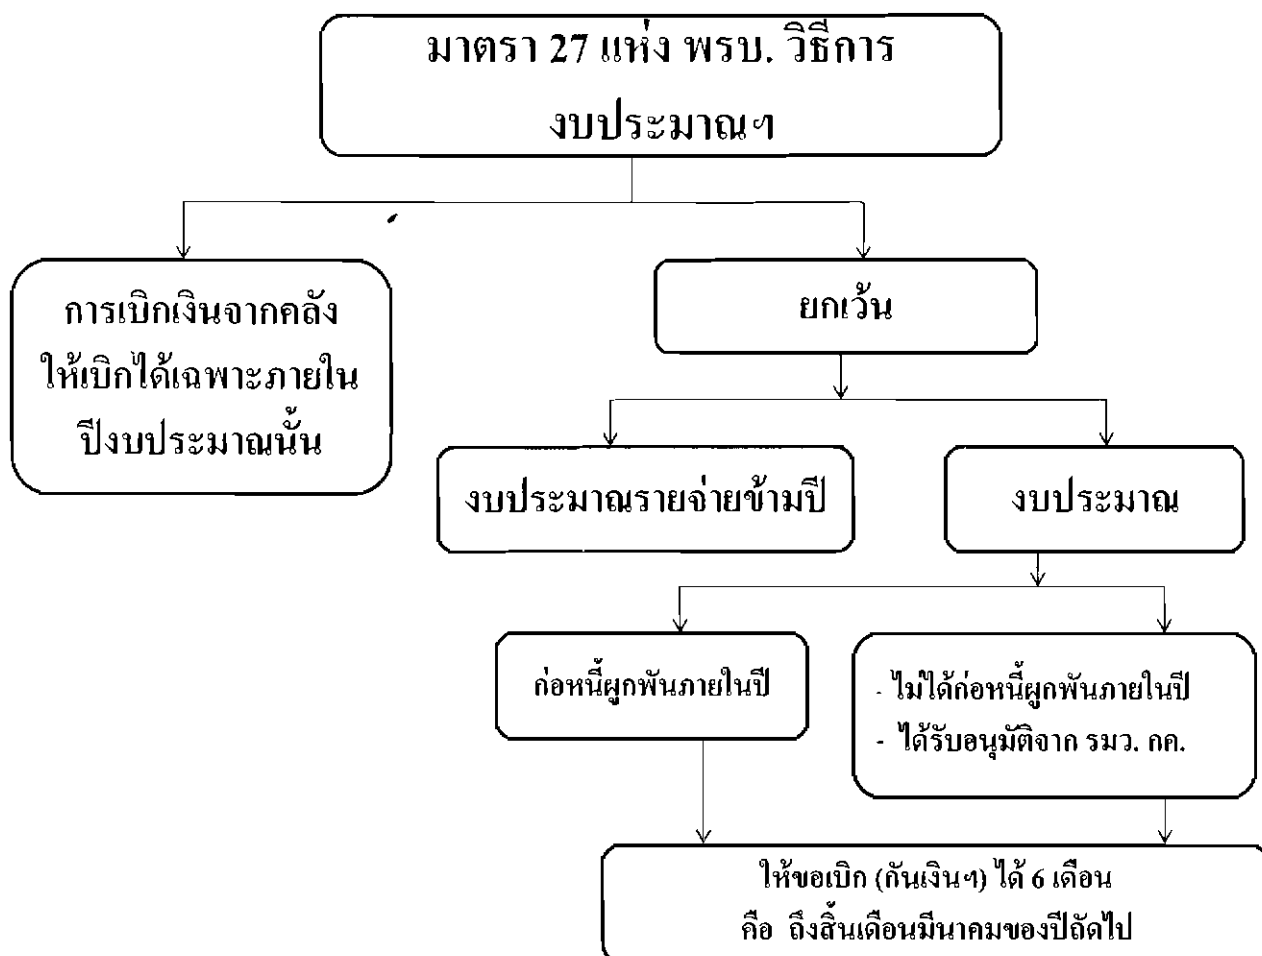 มาตรา 27 แห่ง พรบ. วิธีการ
งบประมาณฯ
การเบิกเงินจากคลัง
ให้เบิกได้เฉพาะภายใน
ปีงบประมาณนั้น
ยกเว้น
งบประมาณรายจ่ายข้ามปี
งบประมาณ
ก่อหนี้ผูกพันภายในปี
- ไม่ได้ก่อหนี้ผูกพันภายในปี
- ได้รับอนุมัติจาก รมว. กค.
ให้ขอเบิก (กันเงินฯ) ได้ 6 เดือน
คือ ถึงสิ้นเดือนมีนาคมของปีถัดไป